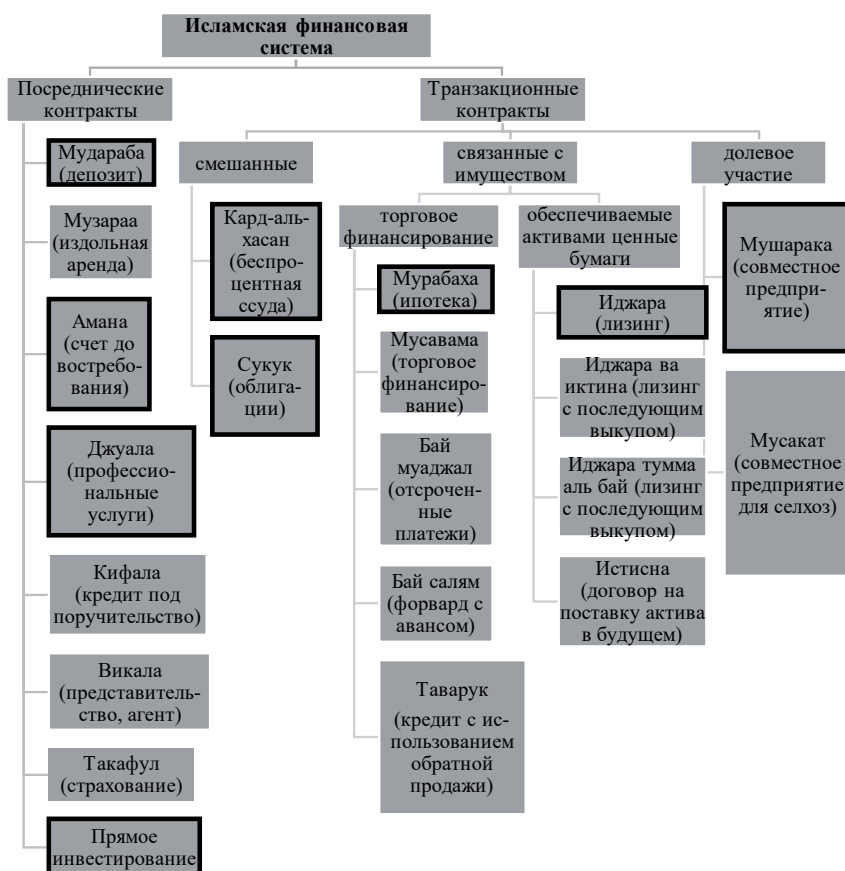 Исламская финансовая
система
Посреднические
контракты
Мудараба
(депозит)
Музараа
(издольная
аренда)
Амана
(счет до
востребо-
вания)
Джуала
(профессио-
нальные
услуги)
Кифала
(кредит под
поручительство)
Викала
(представитель-
ство, агент)
Такафул
(страхование)
Прямое
инвестирование
Транзакционные
контракты
смешанные
Кард-аль-
хасан
(беспро-
центная
ссуда)
Сукук
(облига-
ции)
связанные с
имуществом
торговое
финансирование
Мурабаха
(ипотека)
Мусавама
(торговое
финансиро-
вание)
Бай
муаджал
(отсрочен-
ные
платежи)
Бай салям
(форвард с
авансом)
Таварук
(кредит с ис-
пользованием
обратной
продажи)
обеспечиваемые
активами ценные
бумаги
Иджара
(лизинг)
Иджара ва
иктина (лизинг
с последующим
выкупом)
Иджара тумма
аль бай (лизинг
с последующим
выкупом)
Истисна
(договор на
поставку актива
в будущем)
долевое
участие
Мушарака
(совместное
предпри-
ятие)
Мусакат
(совместное
предприятие
для селхоз)